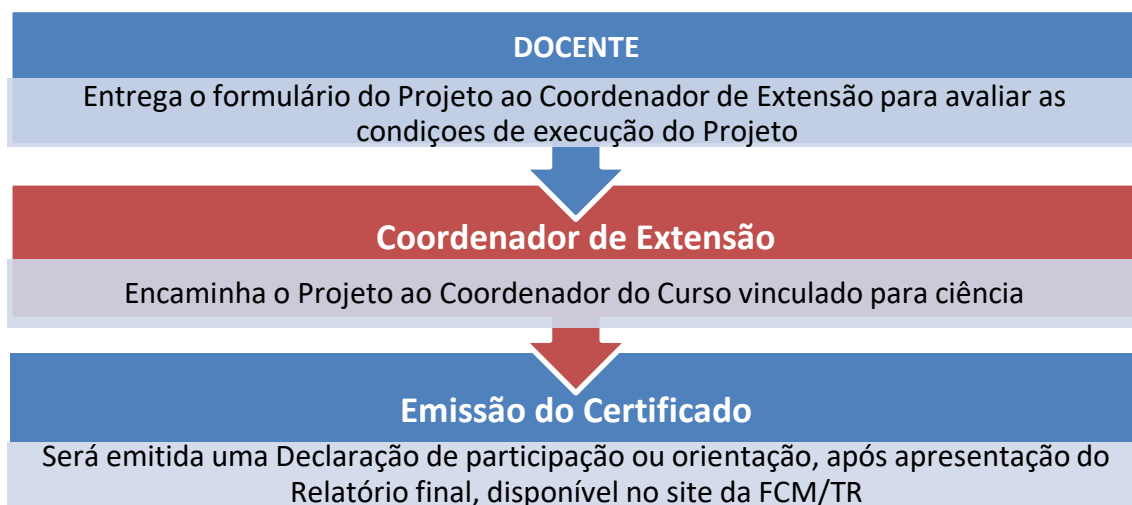 DOCENTE
Entrega o formulário do Projeto ao Coordenador de Extensão para avaliar as
condiçoes de execução do Projeto
Coordenador de Extensão
Encaminha o Projeto ao Coordenador do Curso vinculado para ciência
Emissão do Certificado
Será emitida uma Declaração de participação ou orientação, após apresentação do
Relatório final, disponível no site da FCM/TR